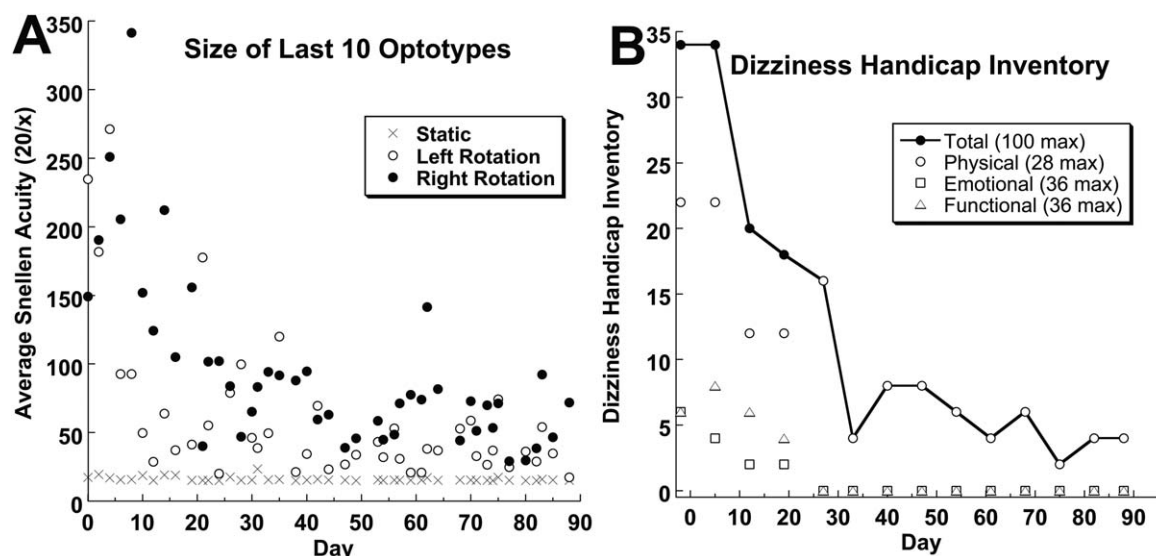 A
Size of Last 10 Optotypes
Average Snellen Acuity (20/x)
350
300
250
200
150
100
50
0
Static
Left Rotation
Right Rotation
0 10 20 30 40 50 60 70 80 90
Day
B
Dizziness Handicap Inventory
Dizziness Handicap Inventory
35
30
25
20
15
10
5
0
Total (100 max)
Physical (28 max)
Emotional (36 max)
Functional (36 max)
0 10 20 30 40 50 60 70 80 90
Day